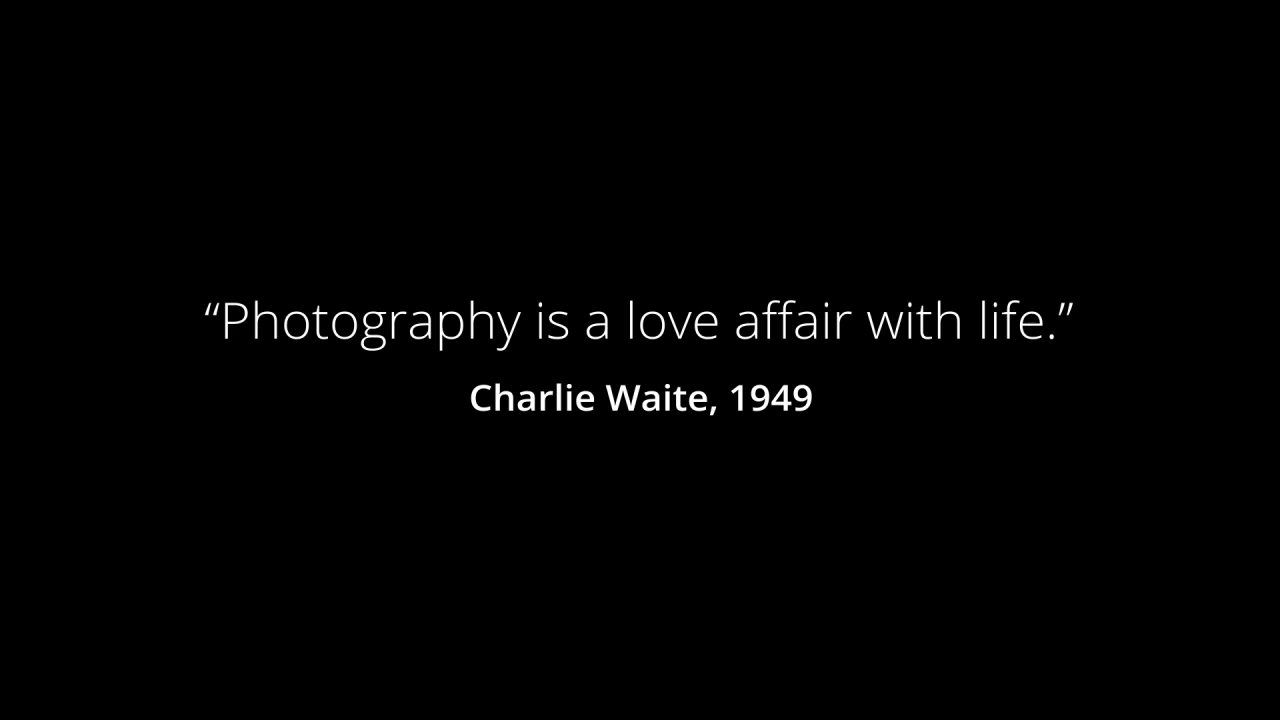 “Photography is a love affair with life.”
Charlie Waite, 1949